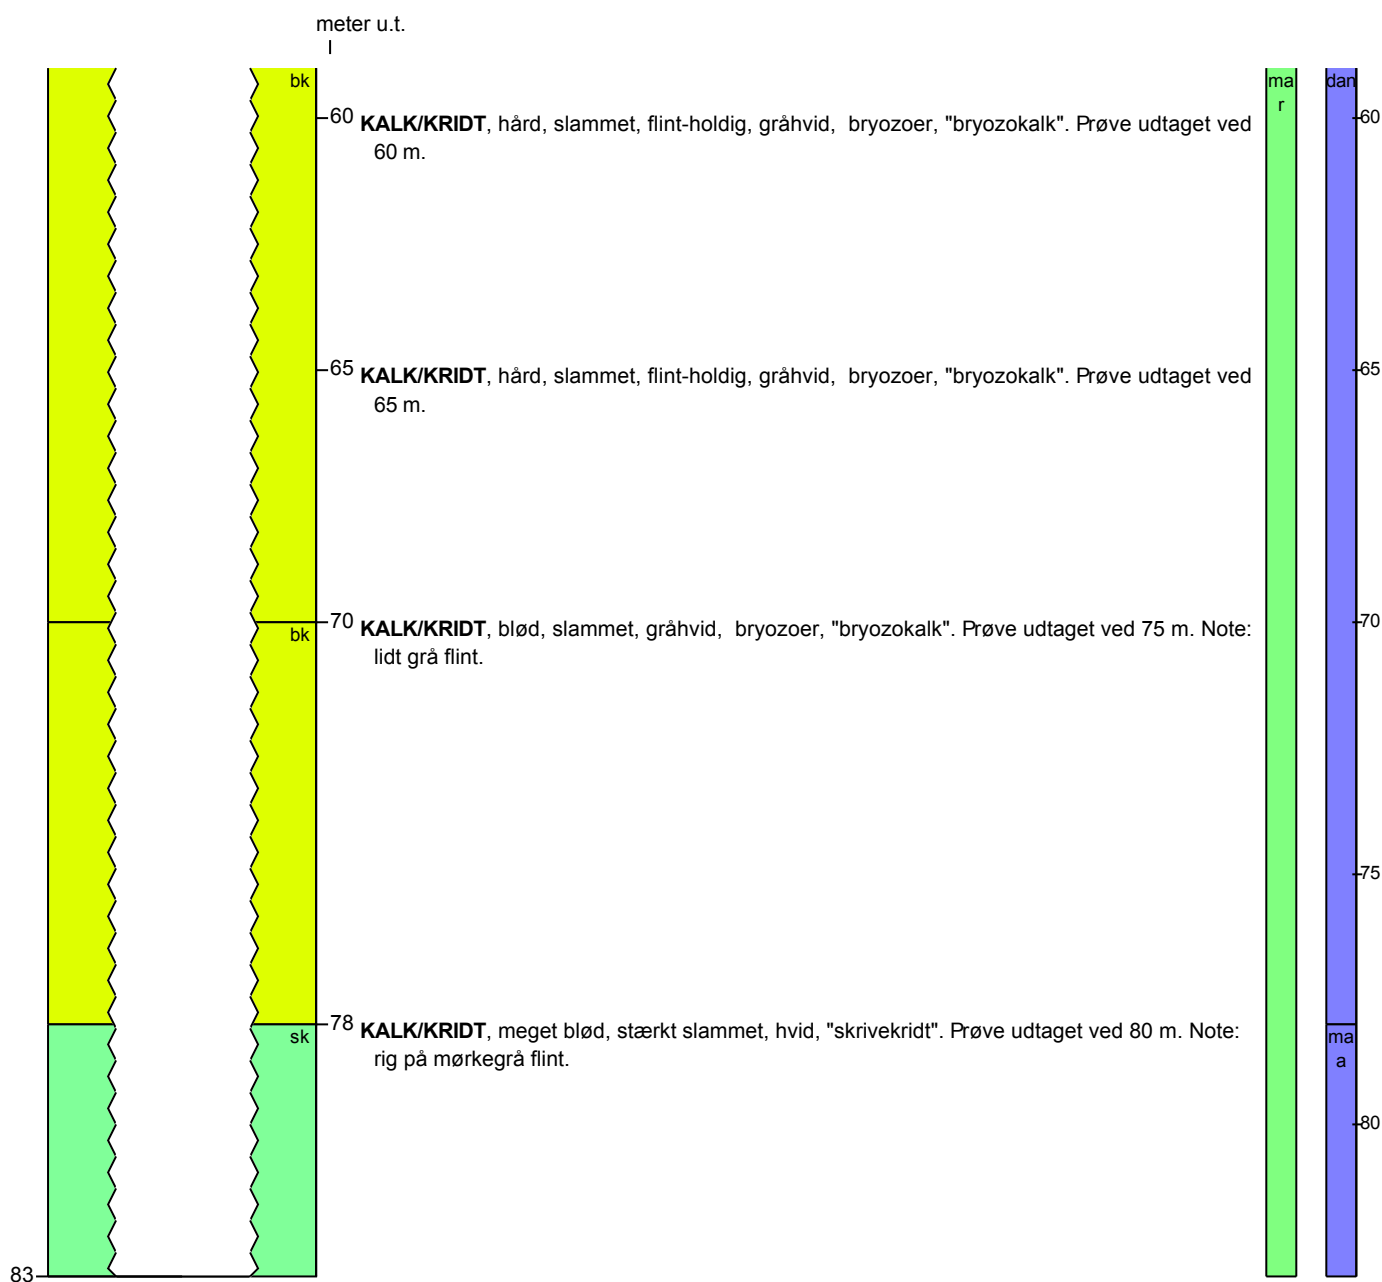 meter u.t.
bk
mar
dan
60
KALK/KRIDT, hård, slammet, flint-holdig, gråhvid, bryozoer, "bryozokalk". Prøve udtaget ved
60 m.
60
65
KALK/KRIDT, hård, slammet, flint-holdig, gråhvid, bryozoer, "bryozokalk". Prøve udtaget ved
65 m.
65
bk
70
KALK/KRIDT, blød, slammet, gråhvid, bryozoer, "bryozokalk". Prøve udtaget ved 75 m. Note:
lidt grå flint.
70
75
78
KALK/KRIDT, meget blød, stærkt slammet, hvid, "skrivekridt". Prøve udtaget ved 80 m. Note:
rig på mørkegrå flint.
sk
maa
80
83